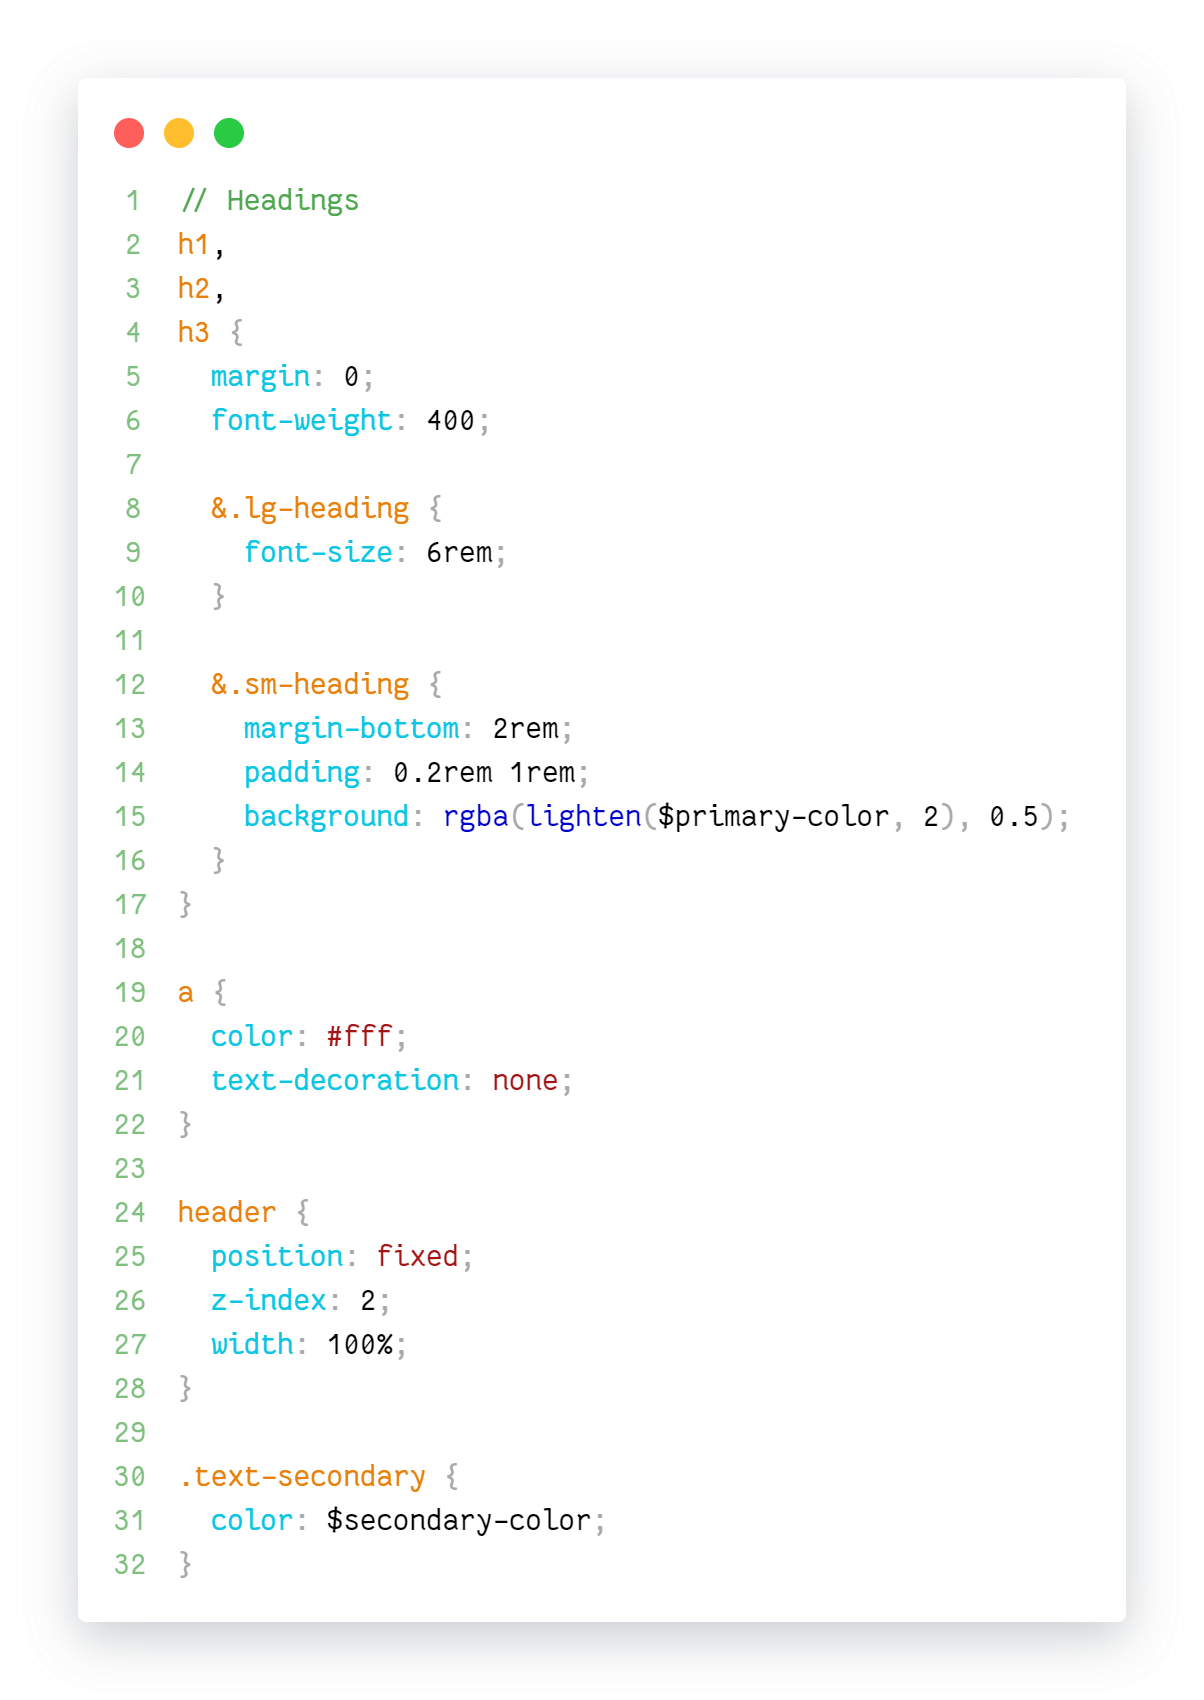 1 // Headings
2 h1,
3 h2,
4 h3 {
5   margin: 0;
6   font-weight: 400;
7
8   &.lg-heading {
9     font-size: 6rem;
10   }
11
12   &.sm-heading {
13     margin-bottom: 2rem;
14     padding: 0.2rem 1rem;
15     background: rgba(lighten($primary-color, 2), 0.5);
16   }
17 }
18
19 a {
20   color: #fff;
21   text-decoration: none;
22 }
23
24 header {
25   position: fixed;
26   z-index: 2;
27   width: 100%;
28 }
29
30 .text-secondary {
31   color: $secondary-color;
32 }